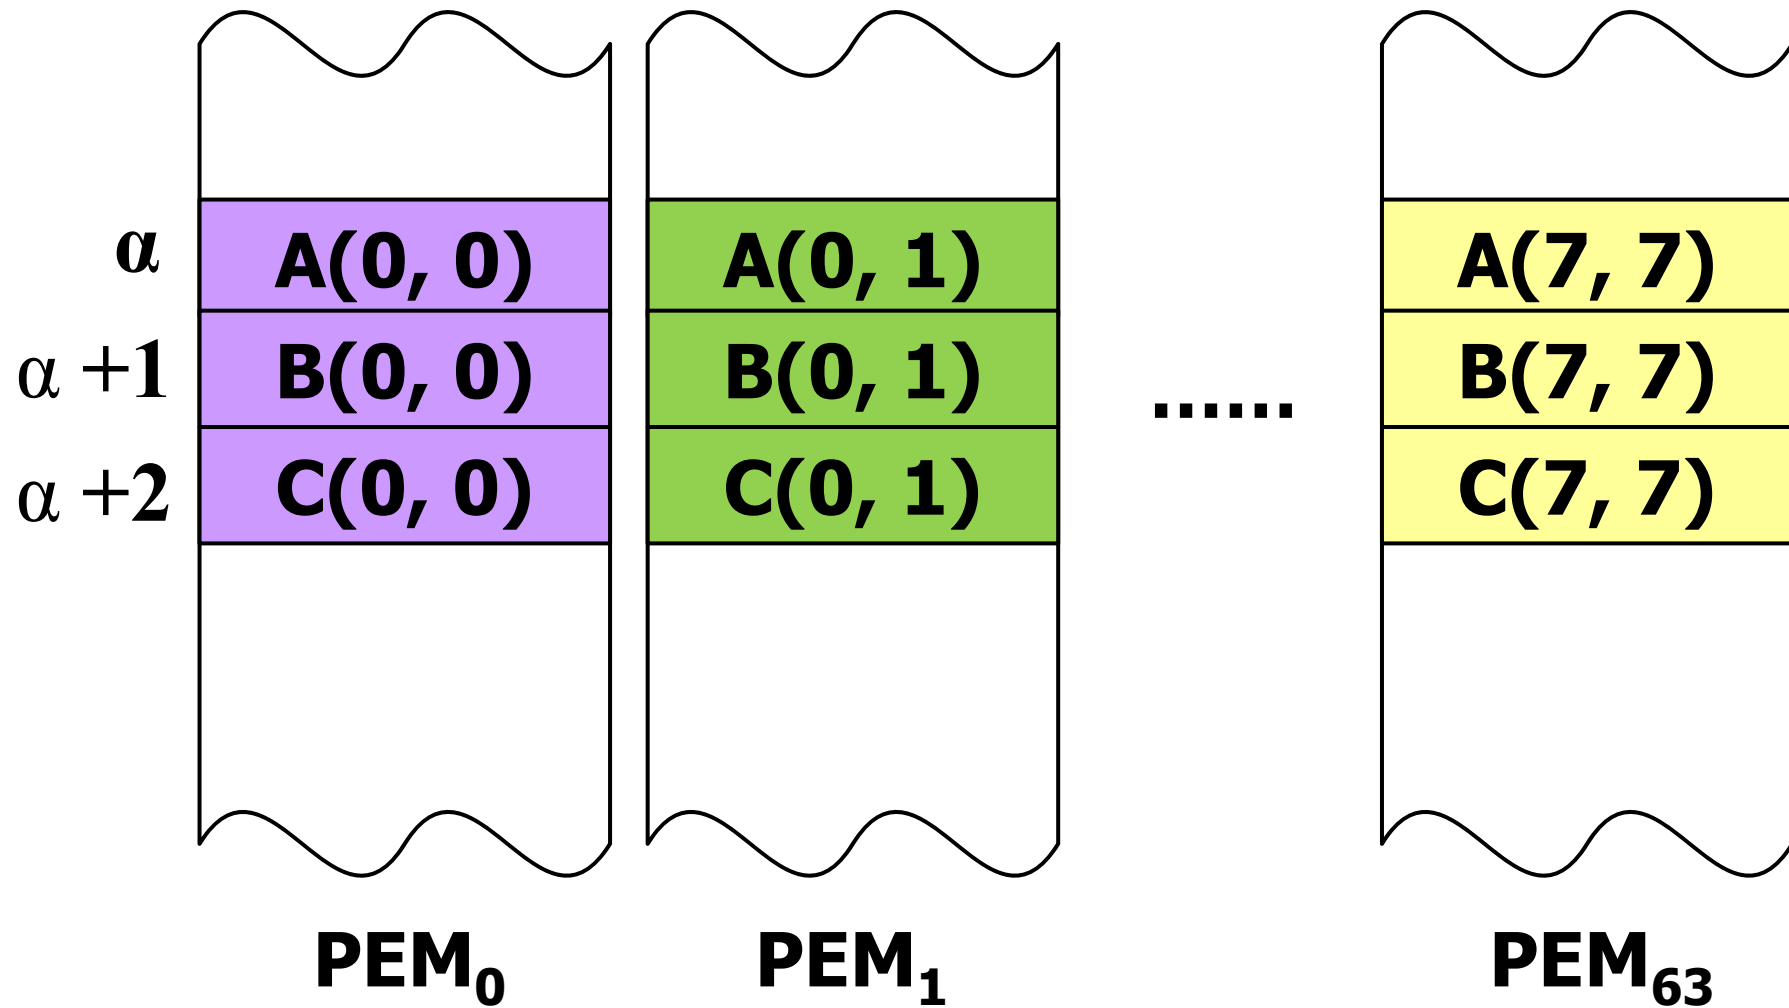 α A(0, 0) A(0, 1) A(7, 7)
α +1 B(0, 0) B(0, 1) ...... B(7, 7)
α +2 C(0, 0) C(0, 1) C(7, 7)
PEM₀ PEM₁ PEM₆₃